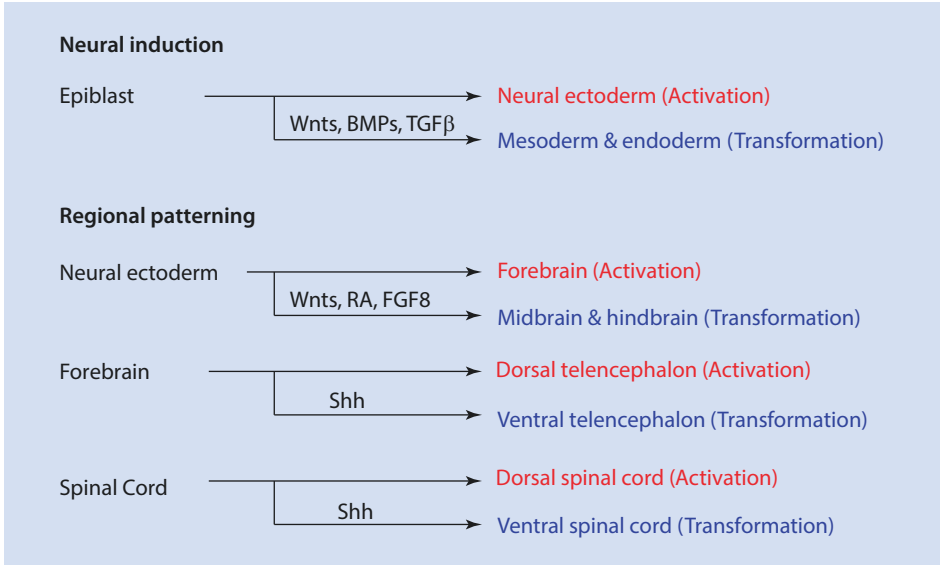 Neural induction
Epiblast
Neural ectoderm (Activation)
Wnts, BMPs, TGFβ
Mesoderm & endoderm (Transformation)
Regional patterning
Neural ectoderm
Forebrain (Activation)
Wnts, RA, FGF8
Midbrain & hindbrain (Transformation)
Forebrain
Dorsal telencephalon (Activation)
Shh
Ventral telencephalon (Transformation)
Spinal Cord
Dorsal spinal cord (Activation)
Shh
Ventral spinal cord (Transformation)